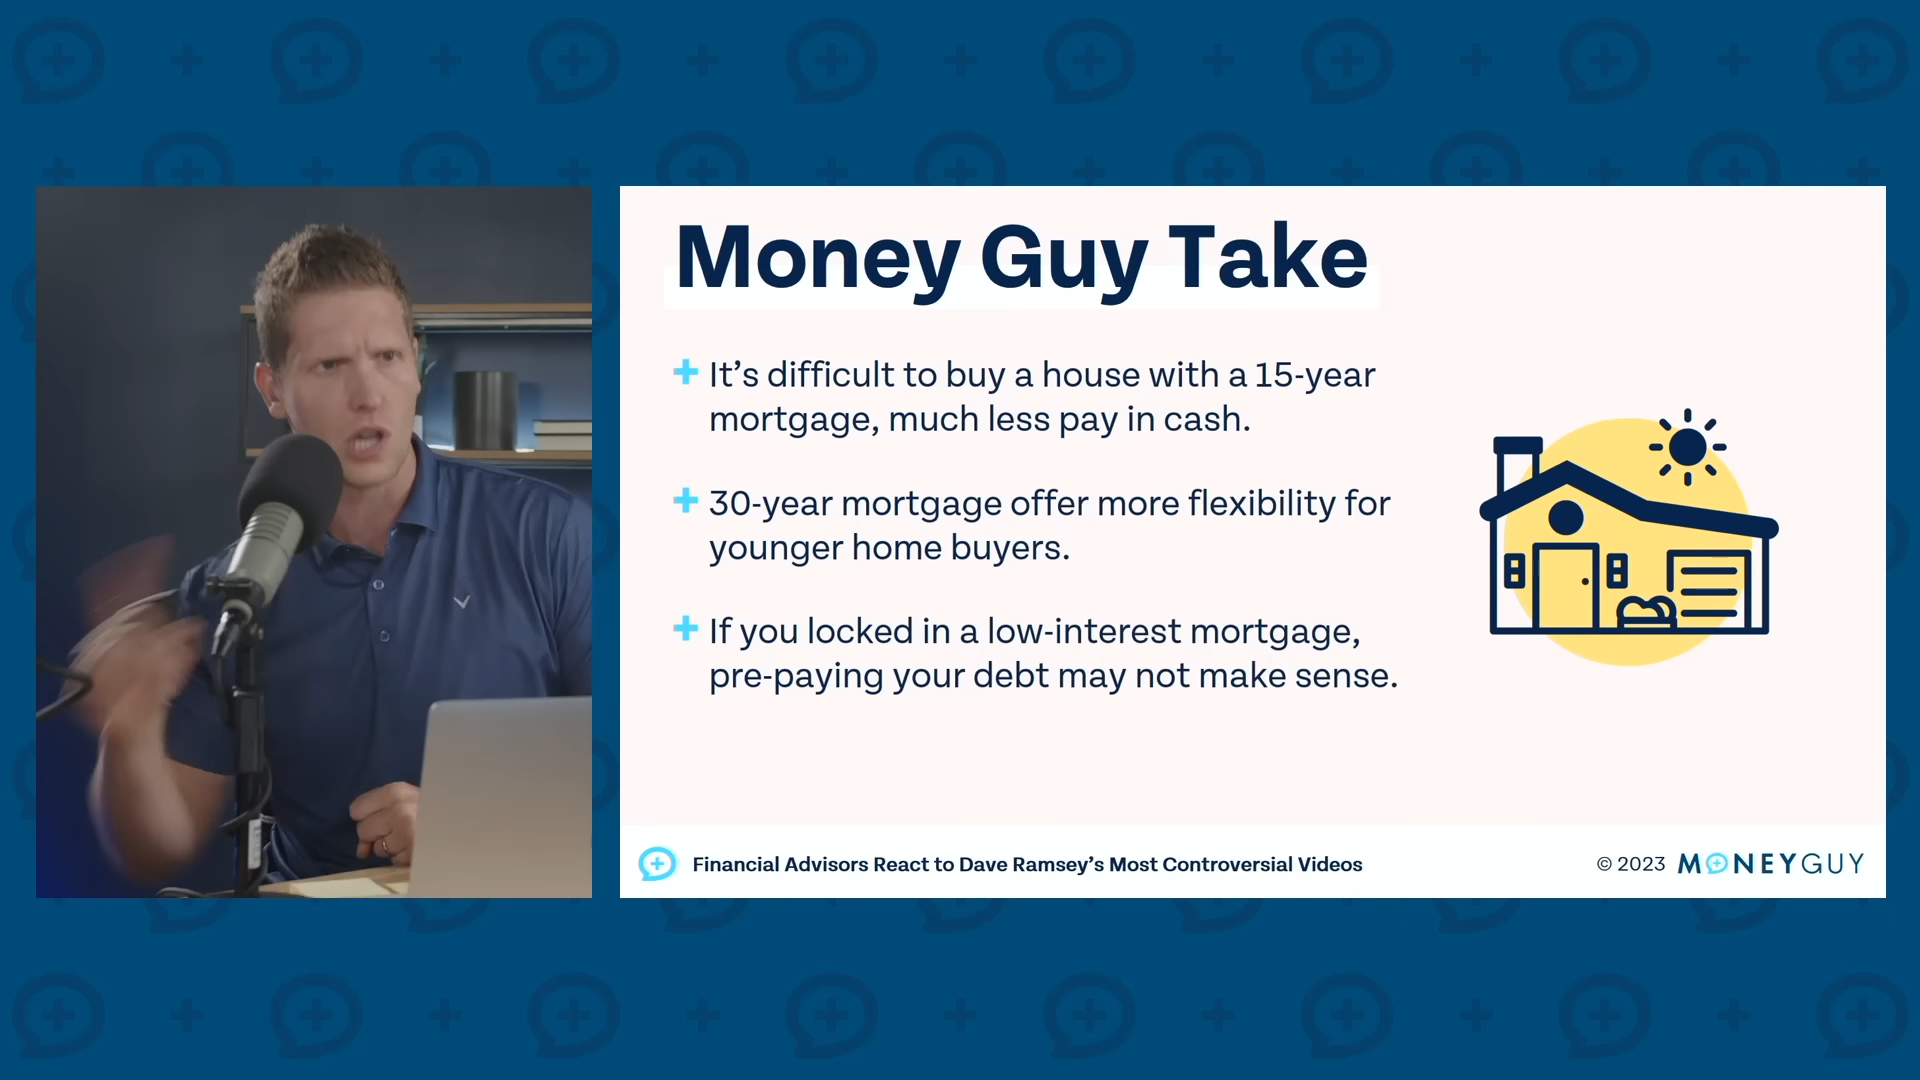 Money Guy Take
It’s difficult to buy a house with a 15-year
mortgage, much less pay in cash.
30-year mortgage offer more flexibility for
younger home buyers.
If you locked in a low-interest mortgage,
pre-paying your debt may not make sense.
Financial Advisors React to Dave Ramsey’s Most Controversial Videos
© 2023 MONEYGUY